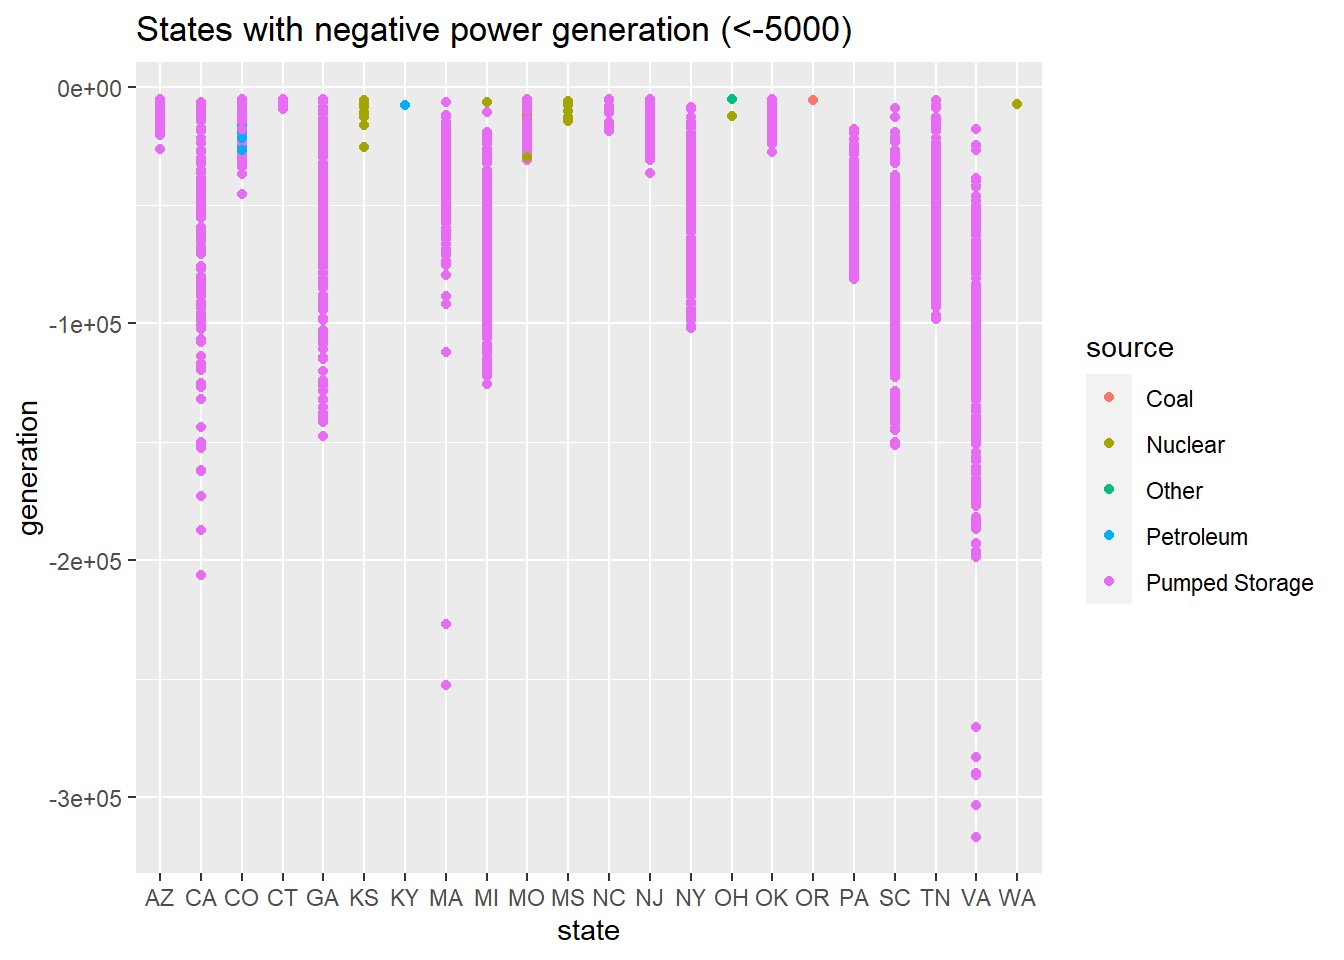 States with negative power generation (<-5000)
0e+00
-1e+05
-2e+05
-3e+05
generation
AZ CA CO CT GA KS KY MA MI MO MS NC NJ NY OH OK OR PA SC TN VA WA
state
source
Coal
Nuclear
Other
Petroleum
Pumped Storage